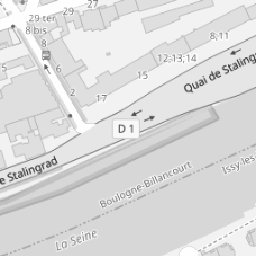 29 ter
8 bis
8,11
12;13;14
6
15
Quai de Stalingrad
2
17
D 1
de Stalingrad
Boulogne-Billancourt
Issy-les
La Seine